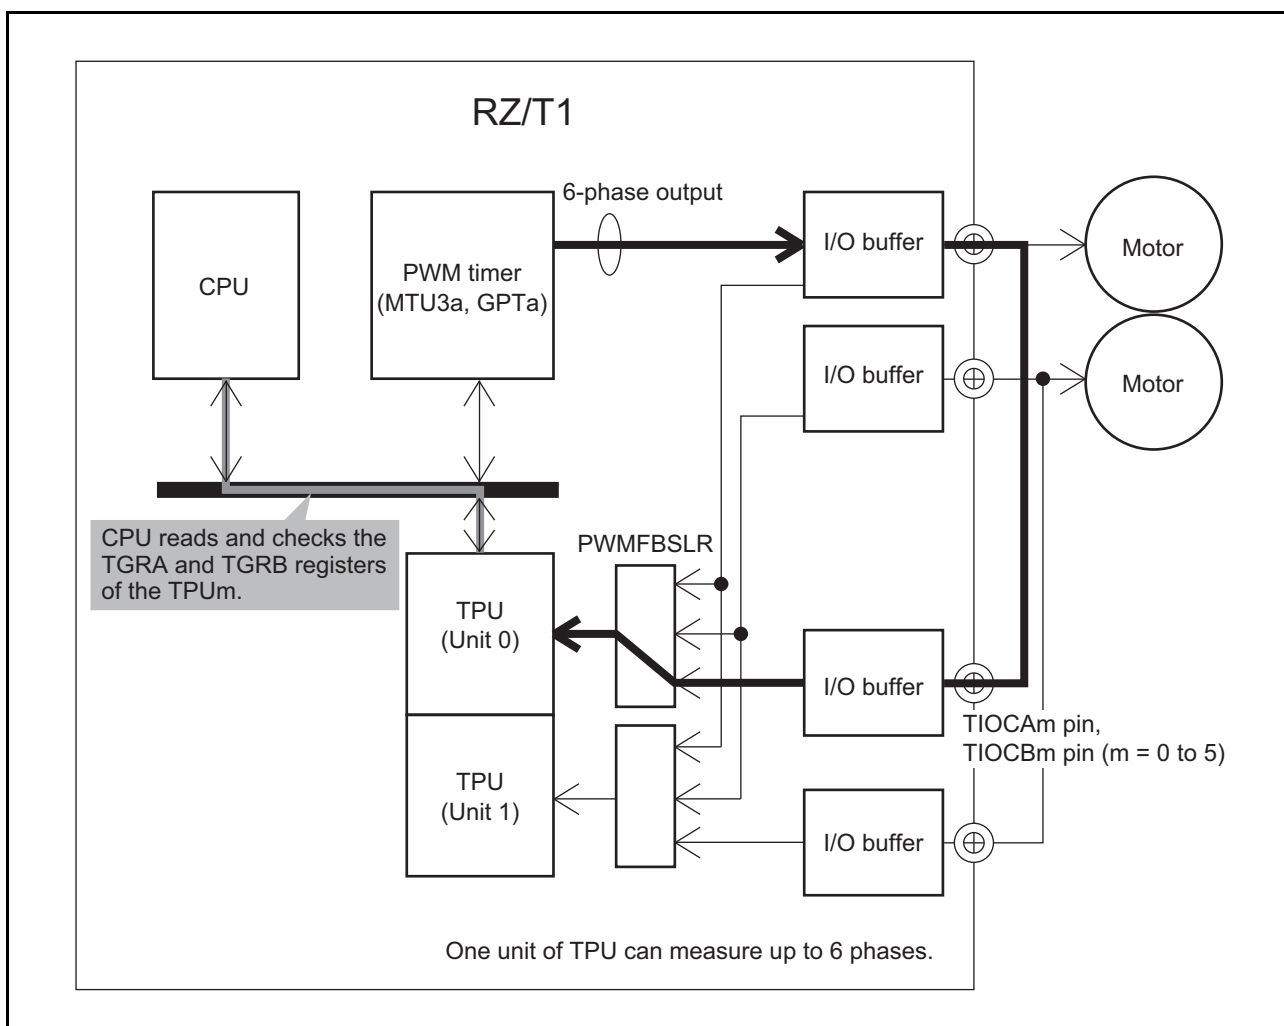 RZ/T1
6-phase output
CPU
PWM timer
(MTU3a, GPTa)
I/O buffer
Motor
I/O buffer
Motor
CPU reads and checks the
TGRA and TGRB registers
of the TPUm.
PWMFBSLR
TPU
(Unit 0)
I/O buffer
TIOCAm pin,
TIOCBm pin (m = 0 to 5)
TPU
(Unit 1)
I/O buffer
One unit of TPU can measure up to 6 phases.